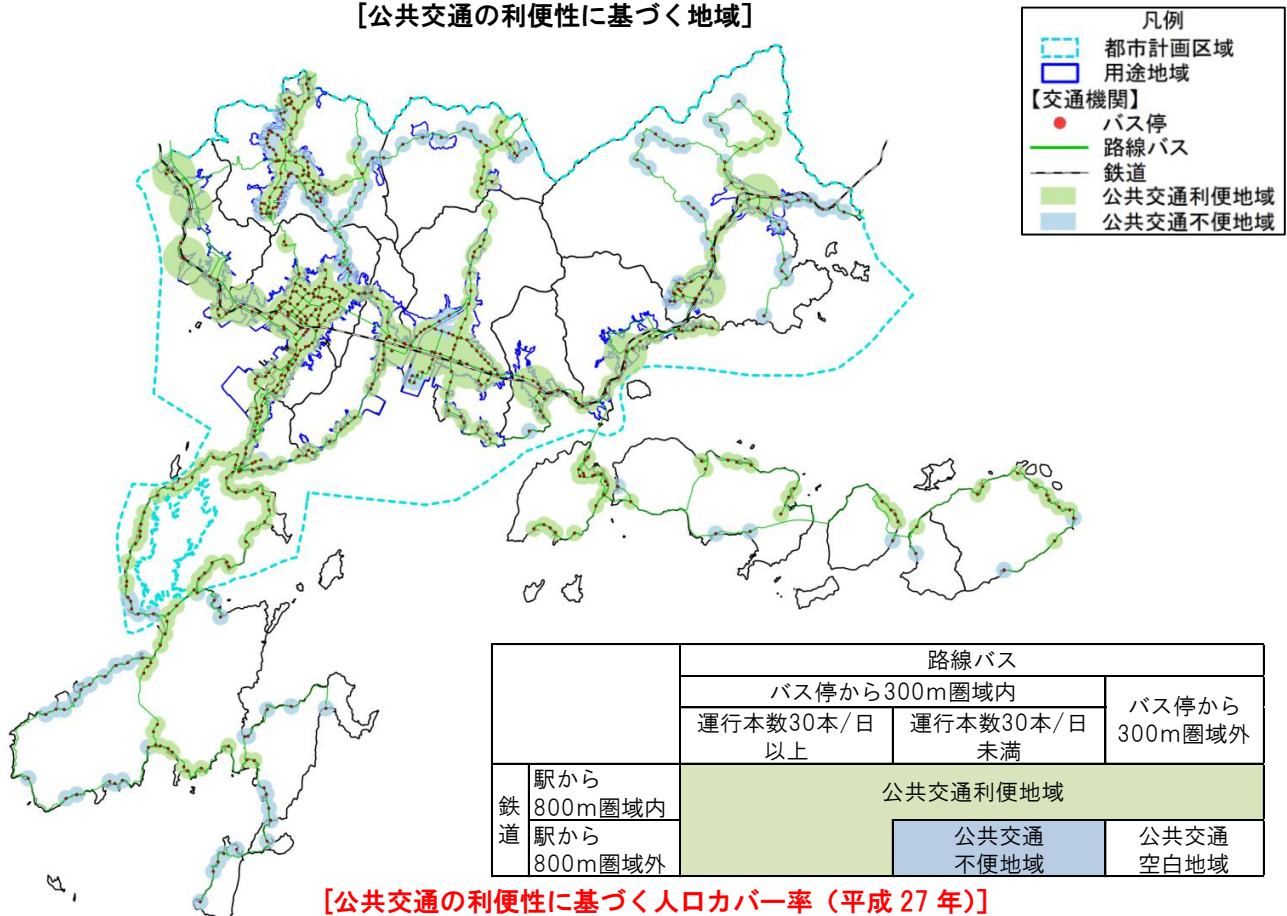 [公共交通の利便性に基づく地域]
凡例
都市計画区域
用途地域
【交通機関】
バス停
路線バス
鉄道
公共交通利便地域
公共交通不便地域
路線バス
バス停から300m圏域内
バス停から
300m圏域外
運行本数30本/日
以上
運行本数30本/日
未満
鉄道
駅から
800m圏域内
公共交通利便地域
駅から
800m圏域外
公共交通
不便地域
公共交通
空白地域
[公共交通の利便性に基づく人口カバー率（平成 27 年）]